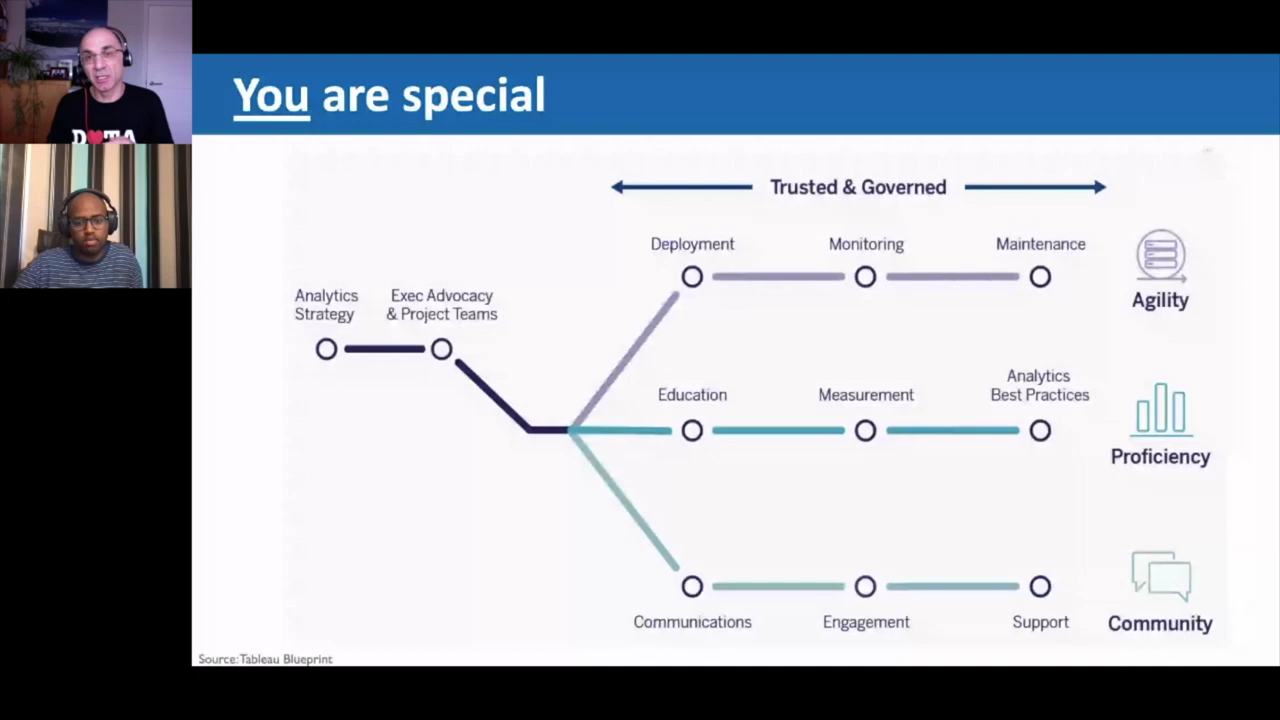 You are special
Trusted & Governed
Deployment
Monitoring
Maintenance
Agility
Analytics
Strategy
Exec Advocacy
& Project Teams
Education
Measurement
Analytics
Best Practices
Proficiency
Communications
Engagement
Support
Community
Source: Tableau Blueprint
D♥TA